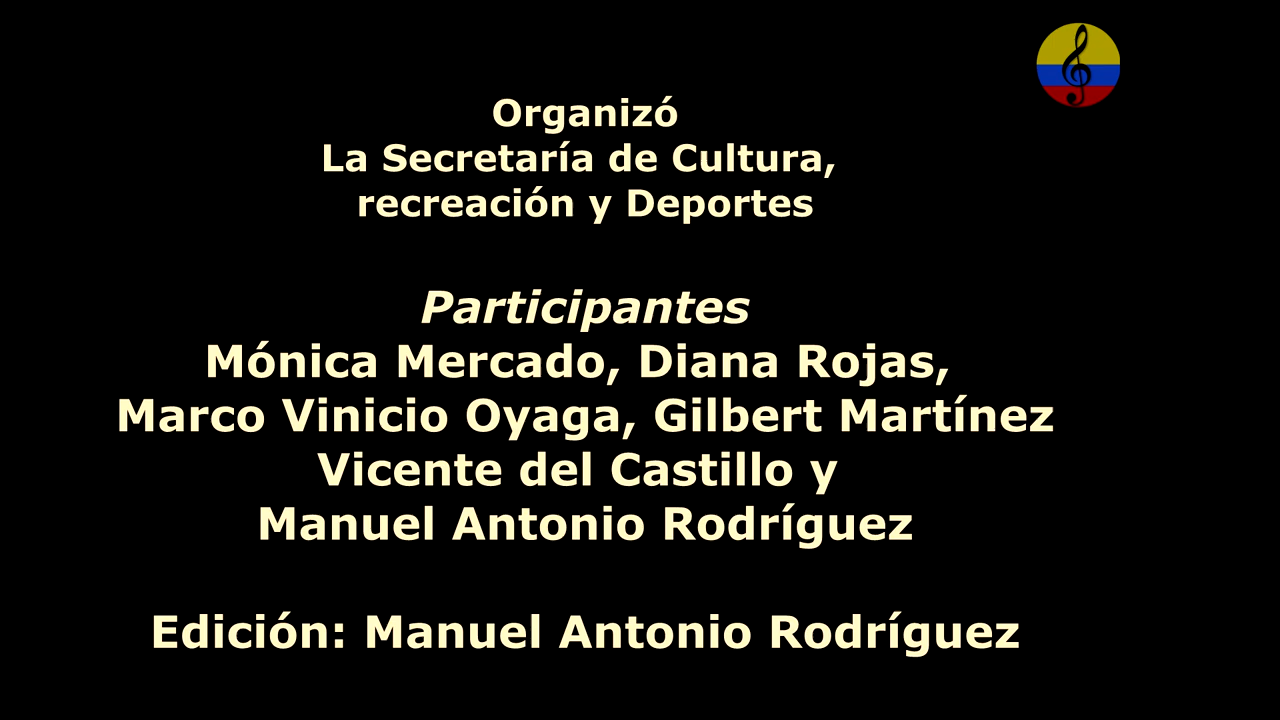 Organizó
La Secretaría de Cultura,
recreación y Deportes
Participantes
Mónica Mercado, Diana Rojas,
Marco Vinicio Oyaga, Gilbert Martínez
Vicente del Castillo y
Manuel Antonio Rodríguez
Edición: Manuel Antonio Rodríguez